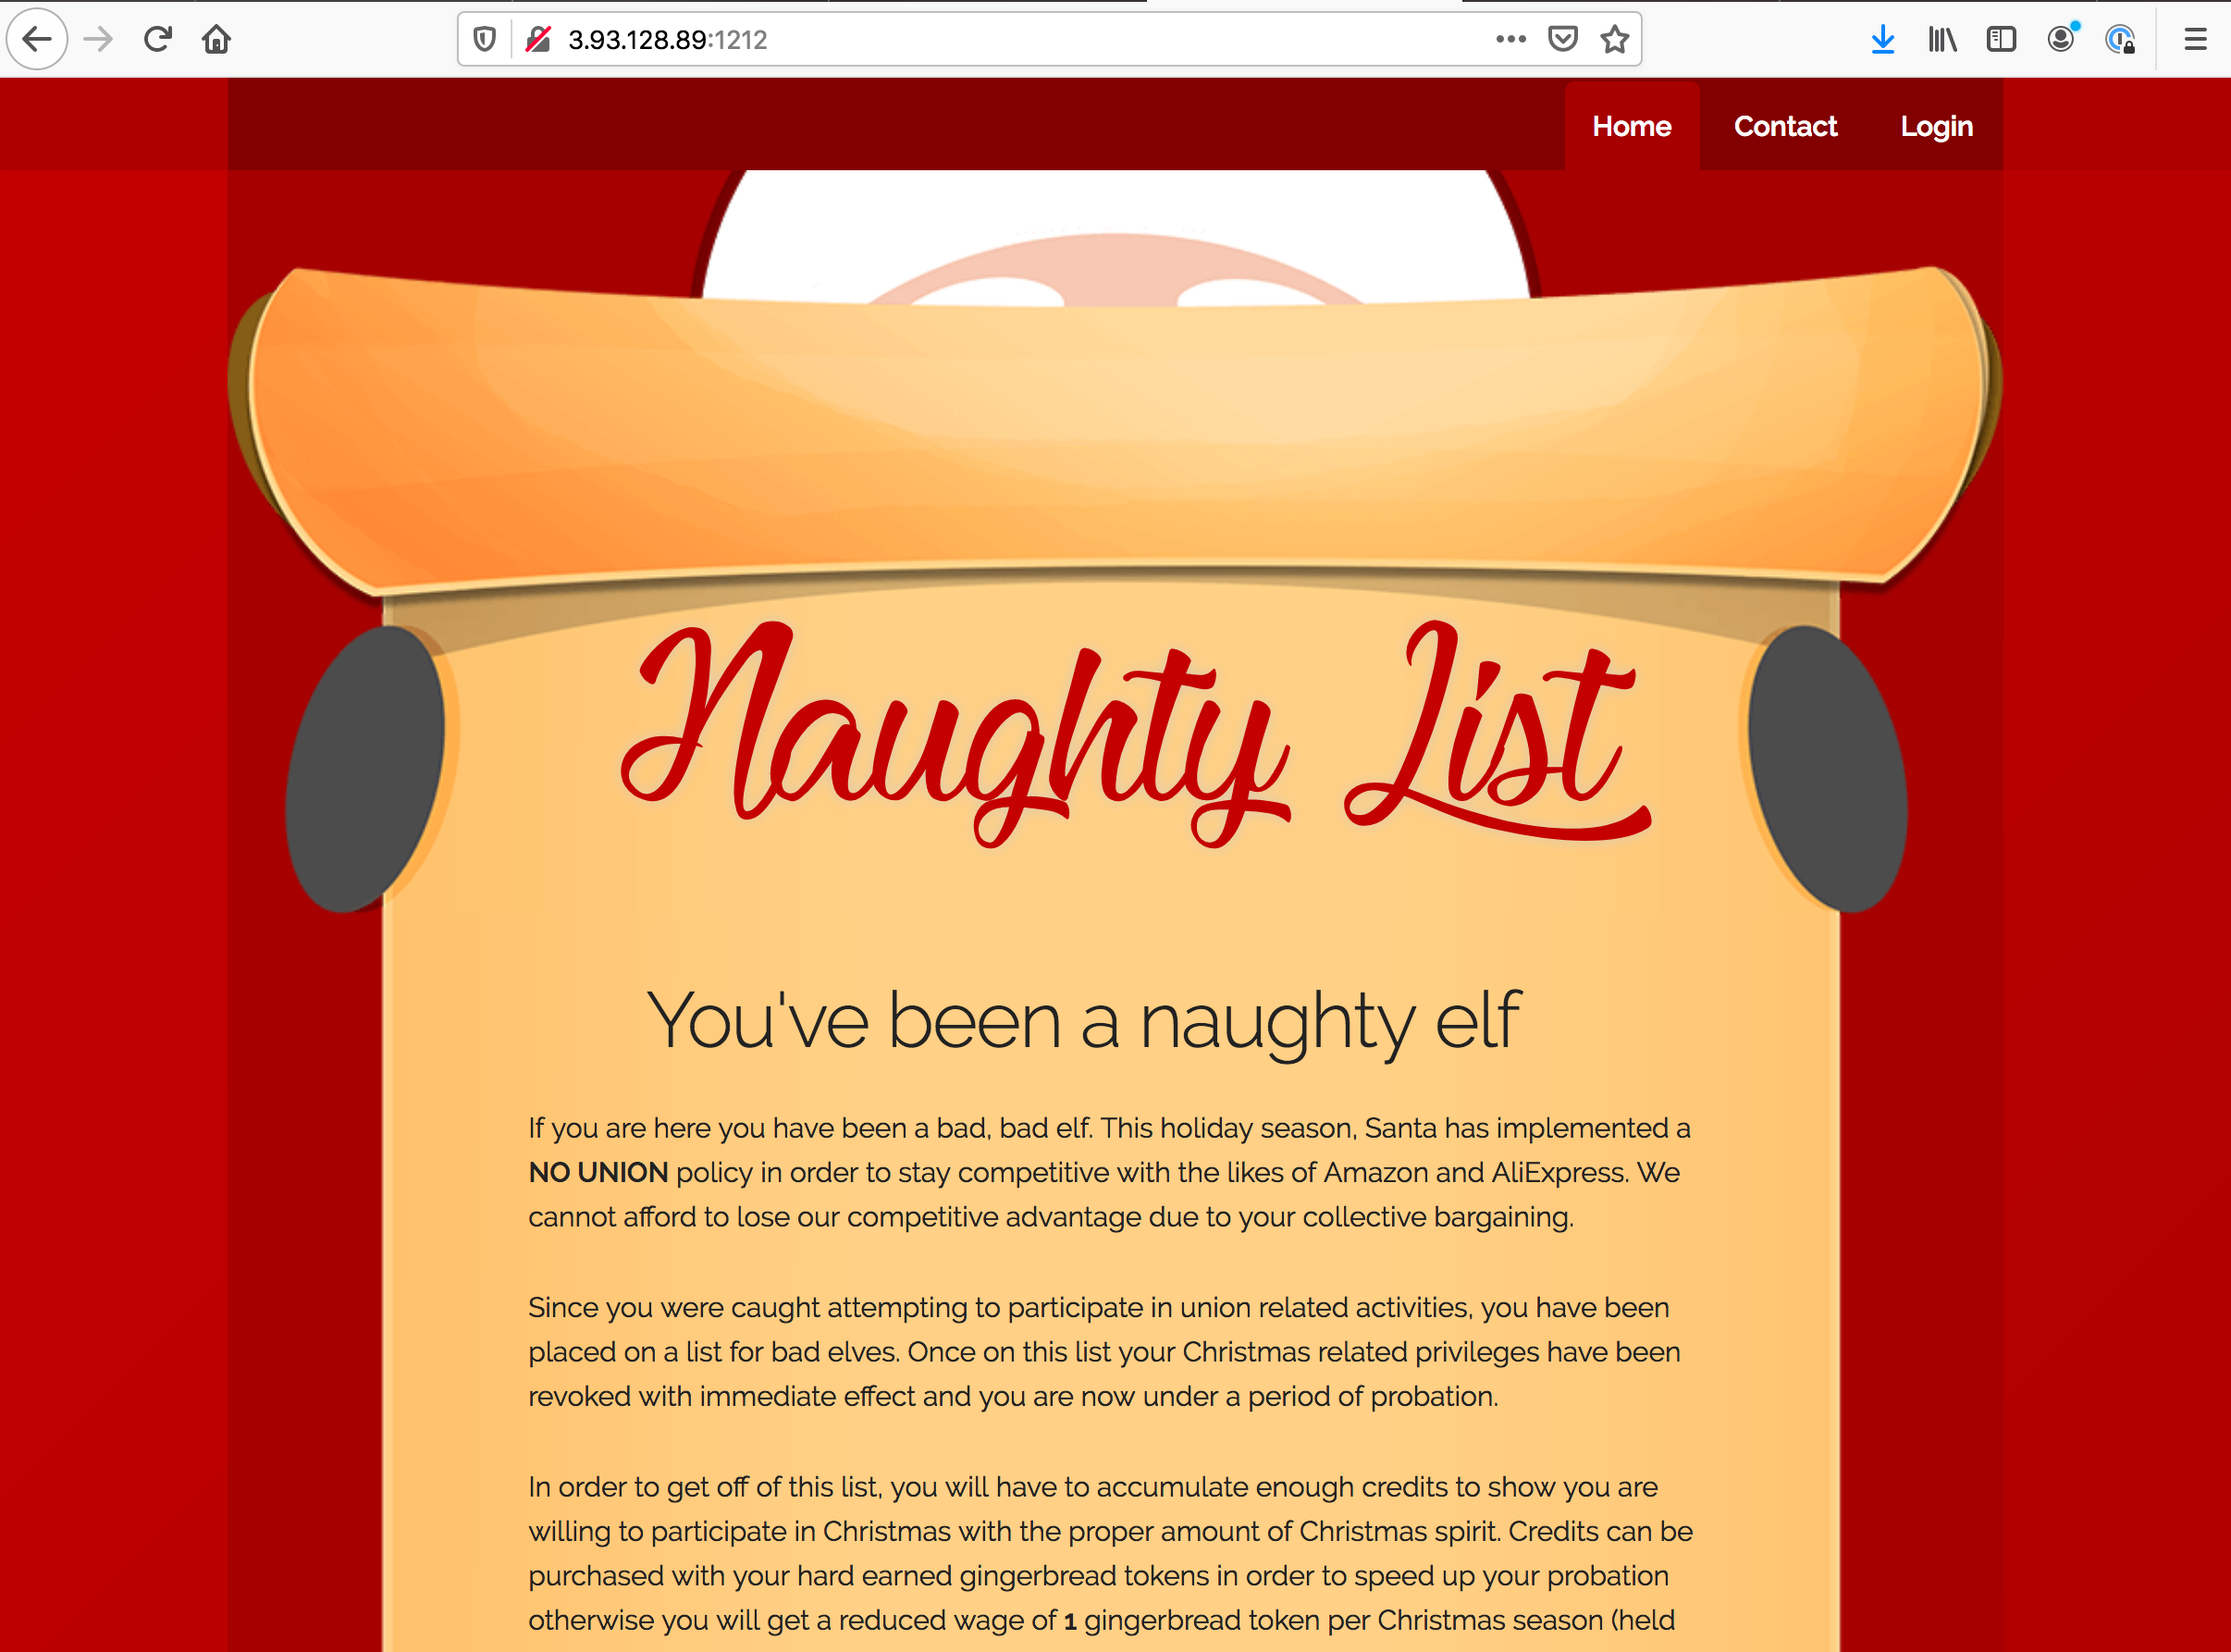 3.93.128.89:1212
Home Contact Login
Naughty List
You've been a naughty elf
If you are here you have been a bad, bad elf. This holiday season, Santa has implemented a
NO UNION policy in order to stay competitive with the likes of Amazon and AliExpress. We
cannot afford to lose our competitive advantage due to your collective bargaining.
Since you were caught attempting to participate in union related activities, you have been
placed on a list for bad elves. Once on this list your Christmas related privileges have been
revoked with immediate effect and you are now under a period of probation.
In order to get off of this list, you will have to accumulate enough credits to show you are
willing to participate in Christmas with the proper amount of Christmas spirit. Credits can be
purchased with your hard earned gingerbread tokens in order to speed up your probation
otherwise you will get a reduced wage of 1 gingerbread token per Christmas season (held